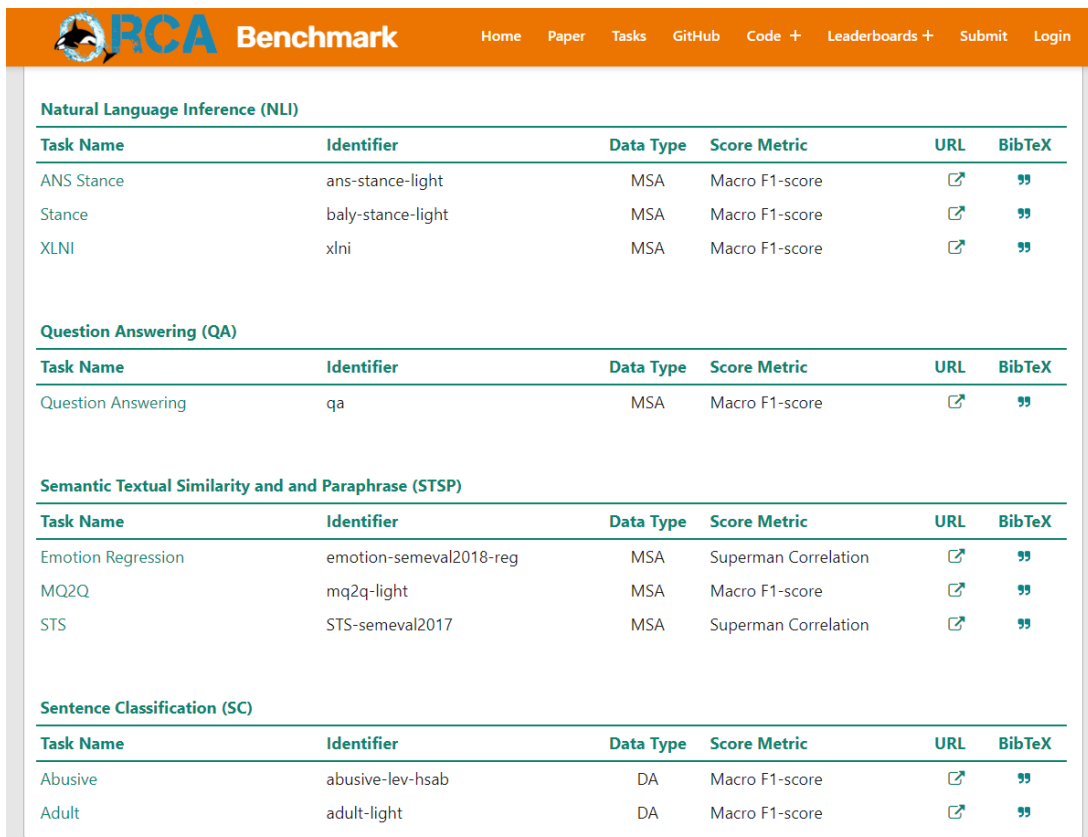 ORCA Benchmark Home Paper Tasks GitHub Code + Leaderboards + Submit Login
Natural Language Inference (NLI)
Task Name Identifier Data Type Score Metric URL BibTeX
ANS Stance ans-stance-light MSA Macro F1-score
Stance baly-stance-light MSA Macro F1-score
XLNI xlni MSA Macro F1-score
Question Answering (QA)
Task Name Identifier Data Type Score Metric URL BibTeX
Question Answering qa MSA Macro F1-score
Semantic Textual Similarity and and Paraphrase (STSP)
Task Name Identifier Data Type Score Metric URL BibTeX
Emotion Regression emotion-semeval2018-reg MSA Superman Correlation
MQ2Q mq2q-light MSA Macro F1-score
STS STS-semeval2017 MSA Superman Correlation
Sentence Classification (SC)
Task Name Identifier Data Type Score Metric URL BibTeX
Abusive abusive-lev-hsab DA Macro F1-score
Adult adult-light DA Macro F1-score